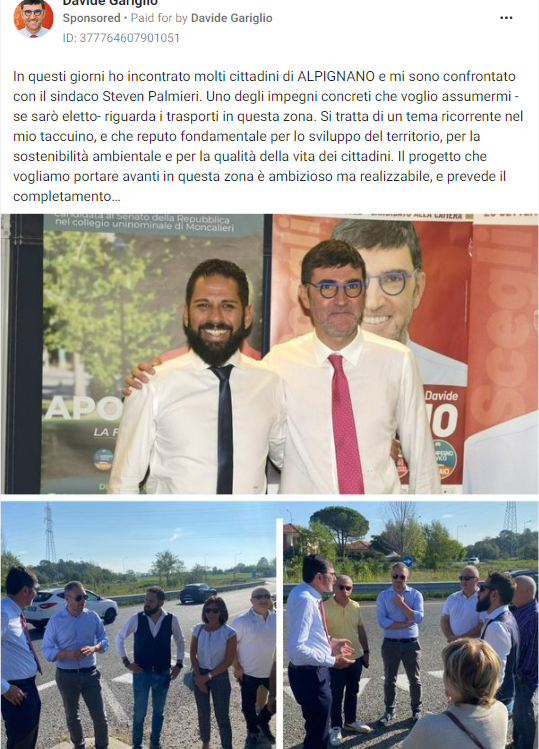 Davide Gariglio
Sponsored • Paid for by Davide Gariglio
ID: 377764607901051
In questi giorni ho incontrato molti cittadini di ALPIGNANO e mi sono confrontato
con il sindaco Steven Palmieri. Uno degli impegni concreti che voglio assumermi -
se sarò eletto- riguarda i trasporti in questa zona. Si tratta di un tema ricorrente nel
mio taccuino, e che reputo fondamentale per lo sviluppo del territorio, per la
sostenibilità ambientale e per la qualità della vita dei cittadini. Il progetto che
vogliamo portare avanti in questa zona è ambizioso ma realizzabile, e prevede il
completamento…
Candidata al Senato della Repubblica
nel collegio uninominale di Moncalieri
CANDIDATO ALLA CAMERA
Scegli
APO
LA
Davide
IO